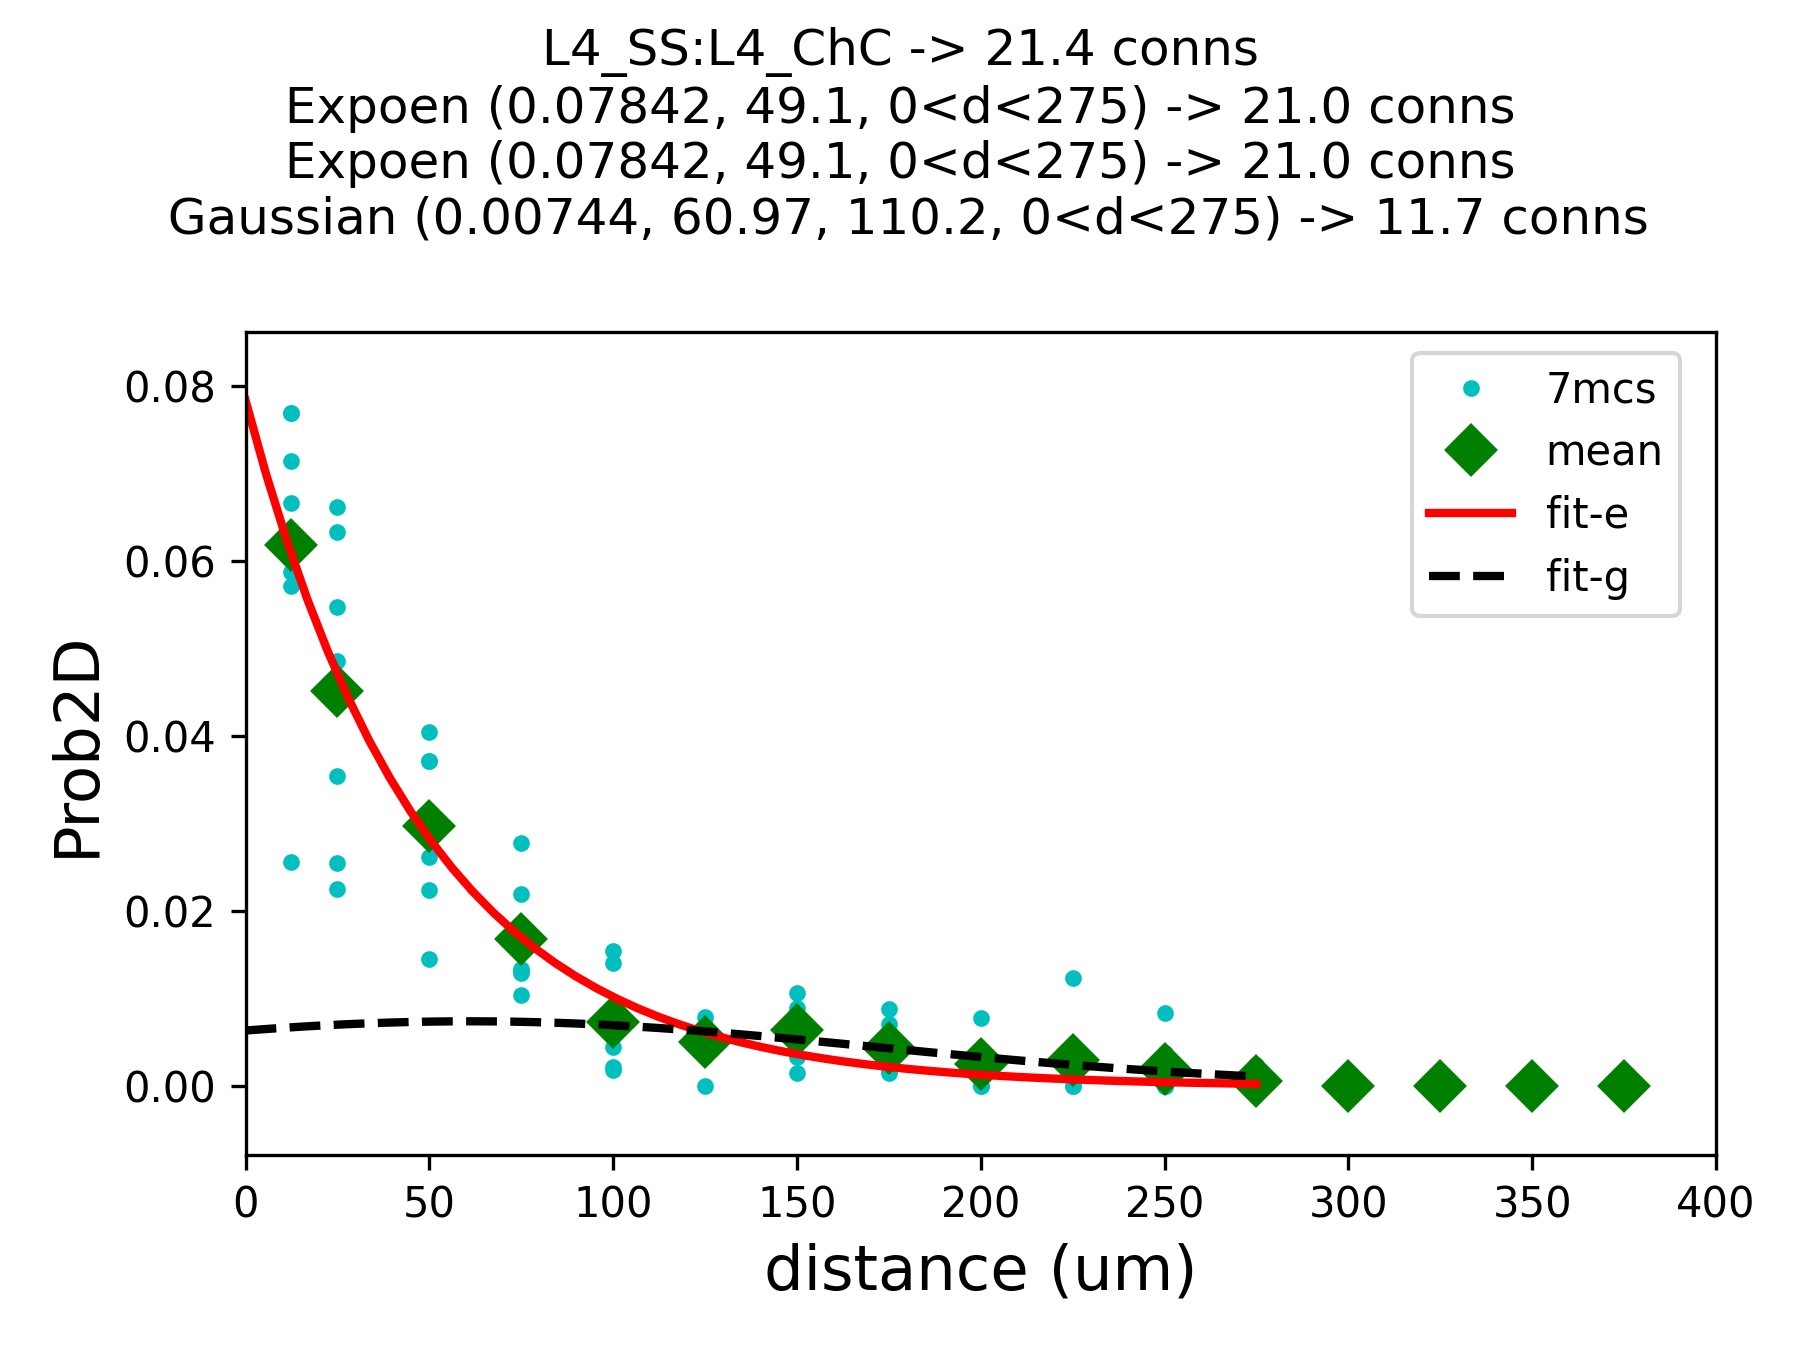 L4_SS:L4_ChC -> 21.4 conns
Expoen (0.07842, 49.1, 0<d<275) -> 21.0 conns
Expoen (0.07842, 49.1, 0<d<275) -> 21.0 conns
Gaussian (0.00744, 60.97, 110.2, 0<d<275) -> 11.7 conns
7mcs
mean
fit-e
fit-g
Prob2D
0.08
0.06
0.04
0.02
0.00
0 50 100 150 200 250 300 350 400
distance (um)